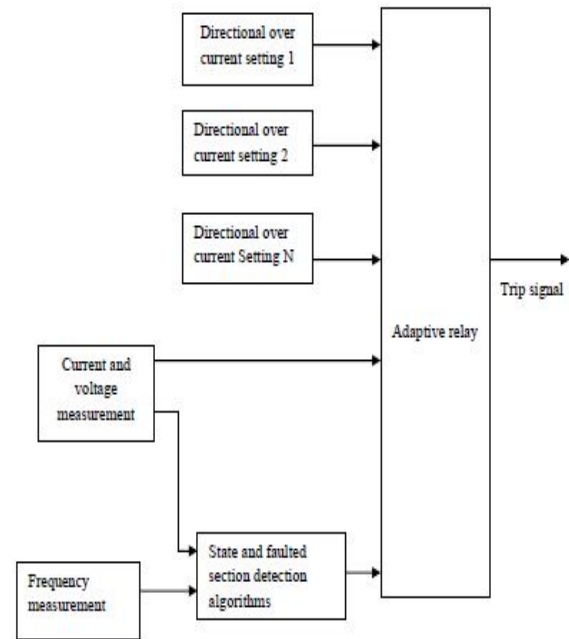 Directional over
current setting 1
Directional over
current setting 2
Directional over
current Setting N
Trip signal
Adaptive relay
Current and
voltage
measurement
State and faulted
section detection
algorithms
Frequency
measurement